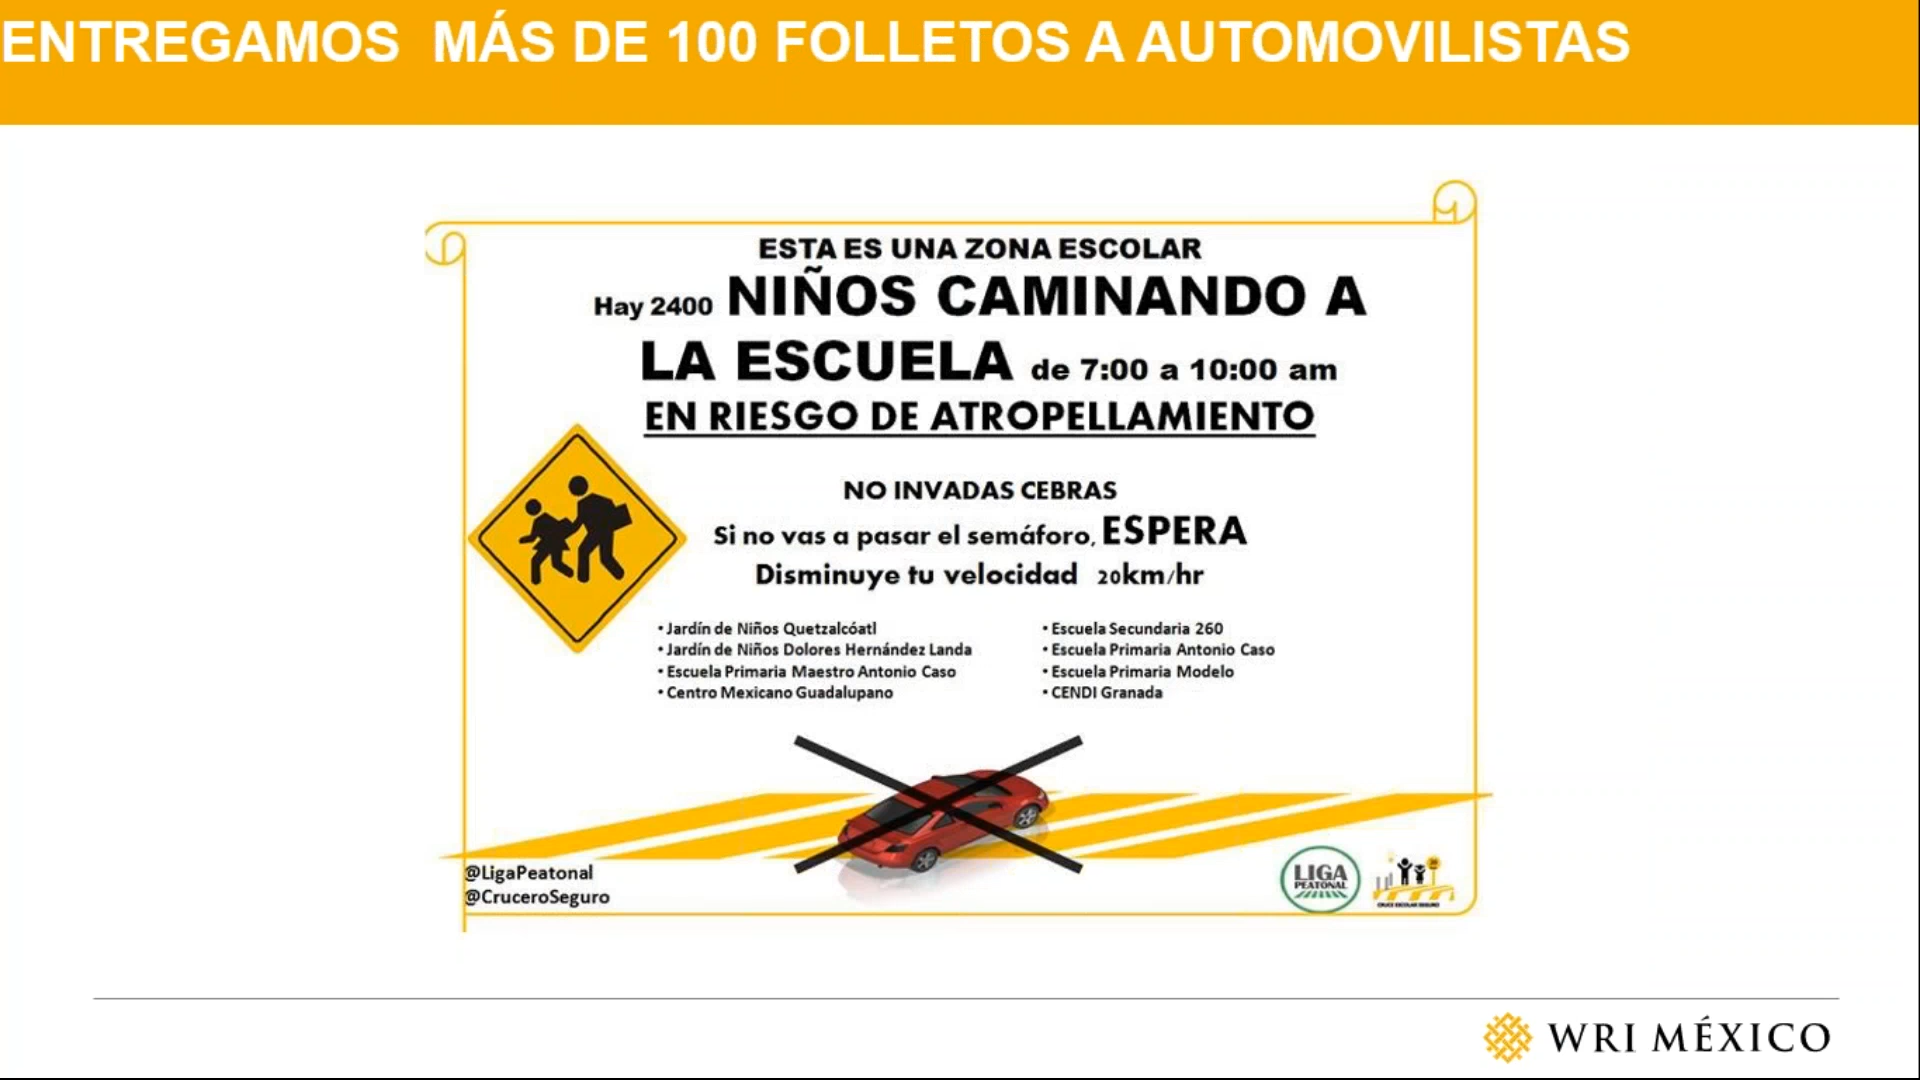 ENTREGAMOS MÁS DE 100 FOLLETOS A AUTOMOVILISTAS
ESTA ES UNA ZONA ESCOLAR
Hay 2400 NIÑOS CAMINANDO A
LA ESCUELA de 7:00 a 10:00 am
EN RIESGO DE ATROPELLAMIENTO
NO INVADAS CEBRAS
Si no vas a pasar el semáforo, ESPERA
Disminuye tu velocidad 20km/hr
• Jardín de Niños Quetzalcóatl
• Jardín de Niños Dolores Hernández Landa
• Escuela Primaria Maestro Antonio Caso
• Centro Mexicano Guadalupano
• Escuela Secundaria 260
• Escuela Primaria Antonio Caso
• Escuela Primaria Modelo
• CENDI Granada
@LigaPeatonal
@CruceroSeguro
LIGA
PEATONAL
CRUCE ESCOLAR SEGURO
WRI MÉXICO